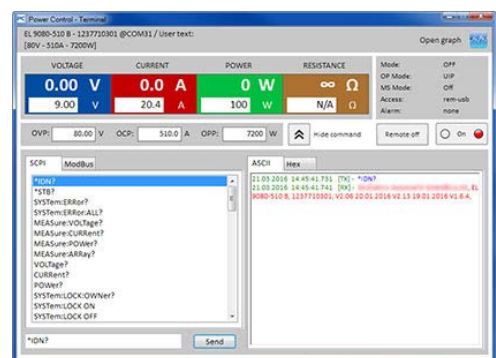 Power Control - Terminal
EL 9080-510 B - 1237710301 @COM31 / User text:
[80V - 510A - 7200W]
Open graph
VOLTAGE CURRENT POWER RESISTANCE
0.00 V 0.0 A 0 W ∞ Ω
9.00 V 20.4 A 100 W N/A Ω
Mode: OFF
OP Mode: UIP
MS Mode: Off
Access: rem-usb
Alarm: none
OVP: 80.00 V OCP: 510.0 A OPP: 7200 W Hide command Remote off On
SCPI ModBus
*IDN?
*STB?
SYSTem:ERRor?
SYSTem:ERRor:ALL?
MEASure:VOLTage?
MEASure:CURRent?
MEASure:POWer?
MEASure:ARRay?
VOLTage?
CURRent?
POWer?
SYSTem:LOCK:OWNer?
SYSTem:LOCK ON
SYSTem:LOCK OFF
*IDN? Send
ASCII Hex
21.03.2016 14:45:41.731 [TX] - *IDN?
21.03.2016 14:45:41.741 [RX] - EL
9080-510 B, 1237710301, V2.06 20.01.2016 V2.13 19.01.2016 V1.6.4,